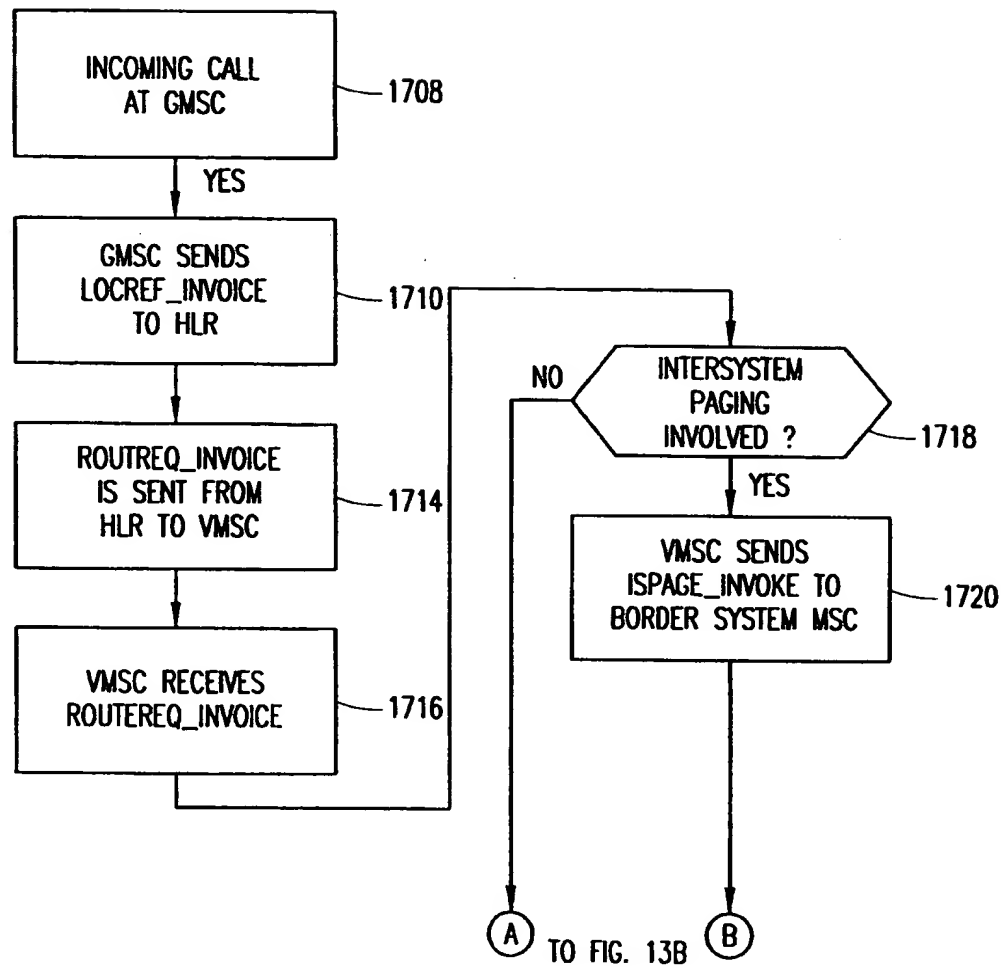 INCOMING CALL
AT GMSC
1708
YES
GMSC SENDS
LOCREF_INVOICE
TO HLR
1710
ROUTREQ_INVOICE
IS SENT FROM
HLR TO VMSC
1714
VMSC RECEIVES
ROUTEREQ_INVOICE
1716
INTERSYSTEM
PAGING
INVOLVED ?
1718
NO
YES
VMSC SENDS
ISPAGE_INVOKE TO
BORDER SYSTEM MSC
1720
A
TO FIG. 13B
B